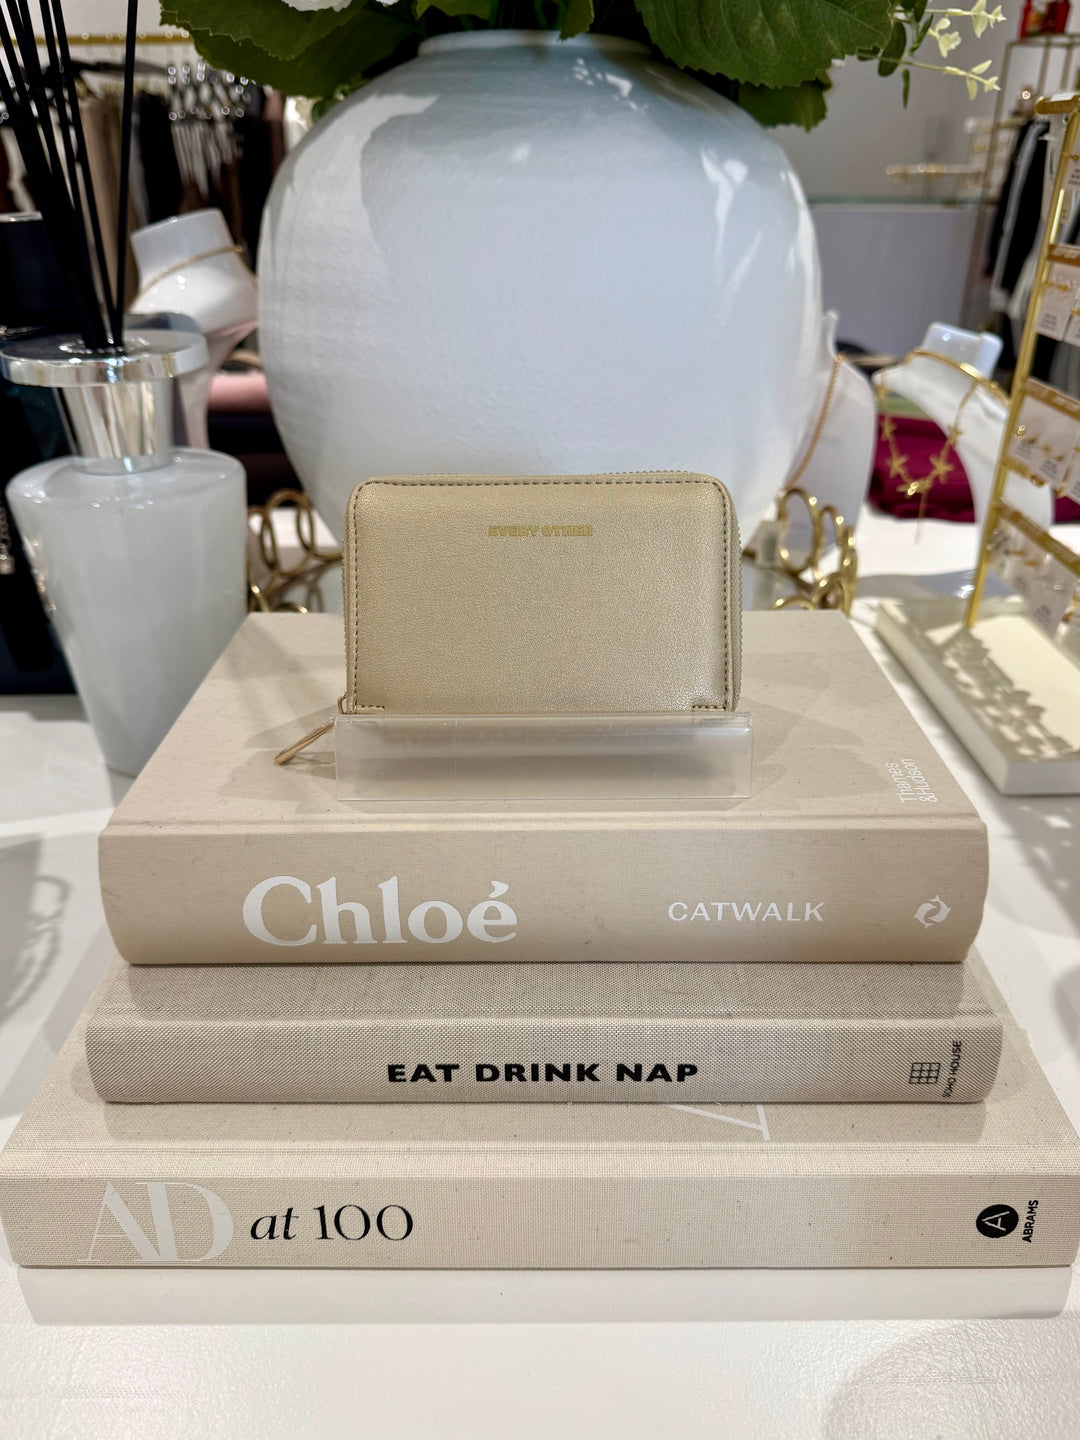 EVERY OTHER
Thames
&Hudson
Chloé CATWALK
EAT DRINK NAP
SOHO HOUSE
AD at 100
ABRAMS